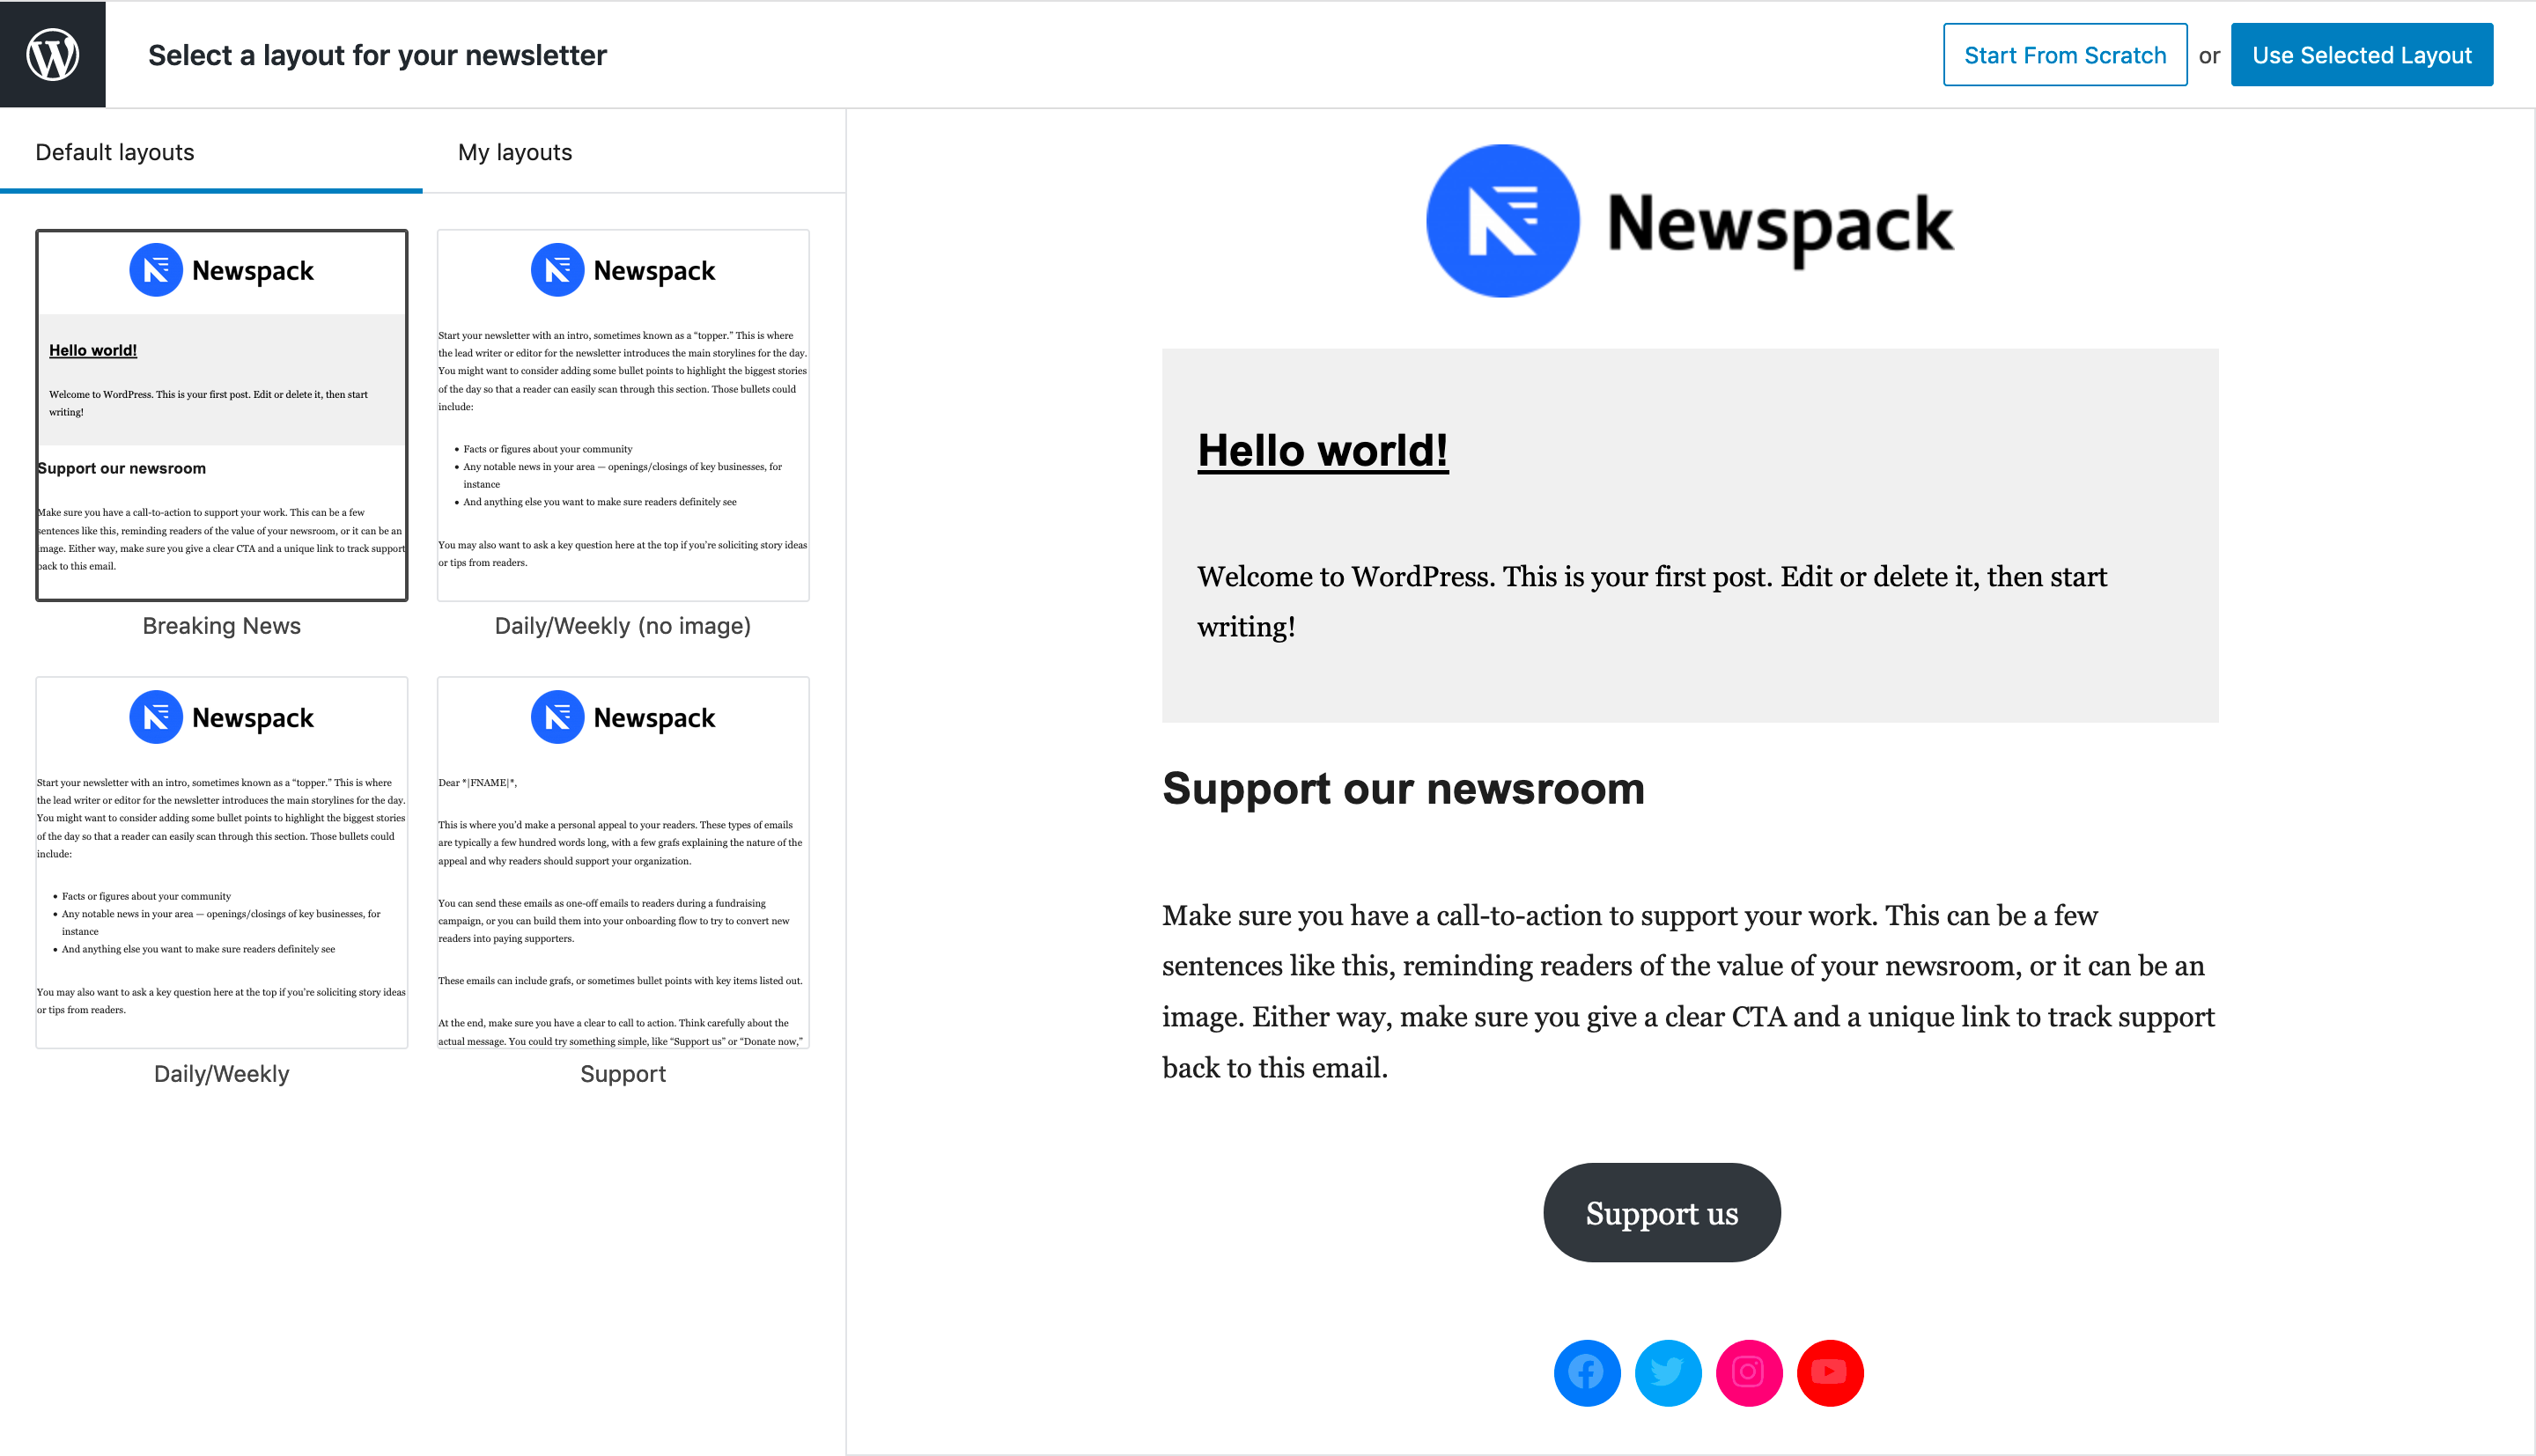 Select a layout for your newsletter
Start From Scratch
or
Use Selected Layout
Default layouts
My layouts
Newspack
Hello world!
Welcome to WordPress. This is your first post. Edit or delete it, then start
writing!
Support our newsroom
Make sure you have a call-to-action to support your work. This can be a few
sentences like this, reminding readers of the value of your newsroom, or it can be an
image. Either way, make sure you give a clear CTA and a unique link to track support
back to this email.
Breaking News
Newspack
Start your newsletter with an intro, sometimes known as a “topper.” This is where
the lead writer or editor for the newsletter introduces the main storylines for the day.
You might want to consider adding some bullet points to highlight the biggest stories
of the day so that a reader can easily scan through this section. Those bullets could
include:
• Facts or figures about your community
• Any notable news in your area — openings/closings of key businesses, for
instance
• And anything else you want to make sure readers definitely see
You may also want to ask a key question here at the top if you’re soliciting story ideas
or tips from readers.
Daily/Weekly (no image)
Newspack
Start your newsletter with an intro, sometimes known as a “topper.” This is where
the lead writer or editor for the newsletter introduces the main storylines for the day.
You might want to consider adding some bullet points to highlight the biggest stories
of the day so that a reader can easily scan through this section. Those bullets could
include:
• Facts or figures about your community
• Any notable news in your area — openings/closings of key businesses, for
instance
• And anything else you want to make sure readers definitely see
You may also want to ask a key question here at the top if you’re soliciting story ideas
or tips from readers.
Daily/Weekly
Newspack
Dear *|FNAME|*,
This is where you’d make a personal appeal to your readers. These types of emails
are typically a few hundred words long, with a few grafs explaining the nature of the
appeal and why readers should support your organization.
You can send these emails as one-off emails to readers during a fundraising
campaign, or you can build them into your onboarding flow to try to convert new
readers into paying supporters.
These emails can include grafs, or sometimes bullet points with key items listed out.
At the end, make sure you have a clear to call to action. Think carefully about the
actual message. You could try something simple, like “Support us” or “Donate now,”
Support
Newspack
Hello world!
Welcome to WordPress. This is your first post. Edit or delete it, then start
writing!
Support our newsroom
Make sure you have a call-to-action to support your work. This can be a few
sentences like this, reminding readers of the value of your newsroom, or it can be an
image. Either way, make sure you give a clear CTA and a unique link to track support
back to this email.
Support us